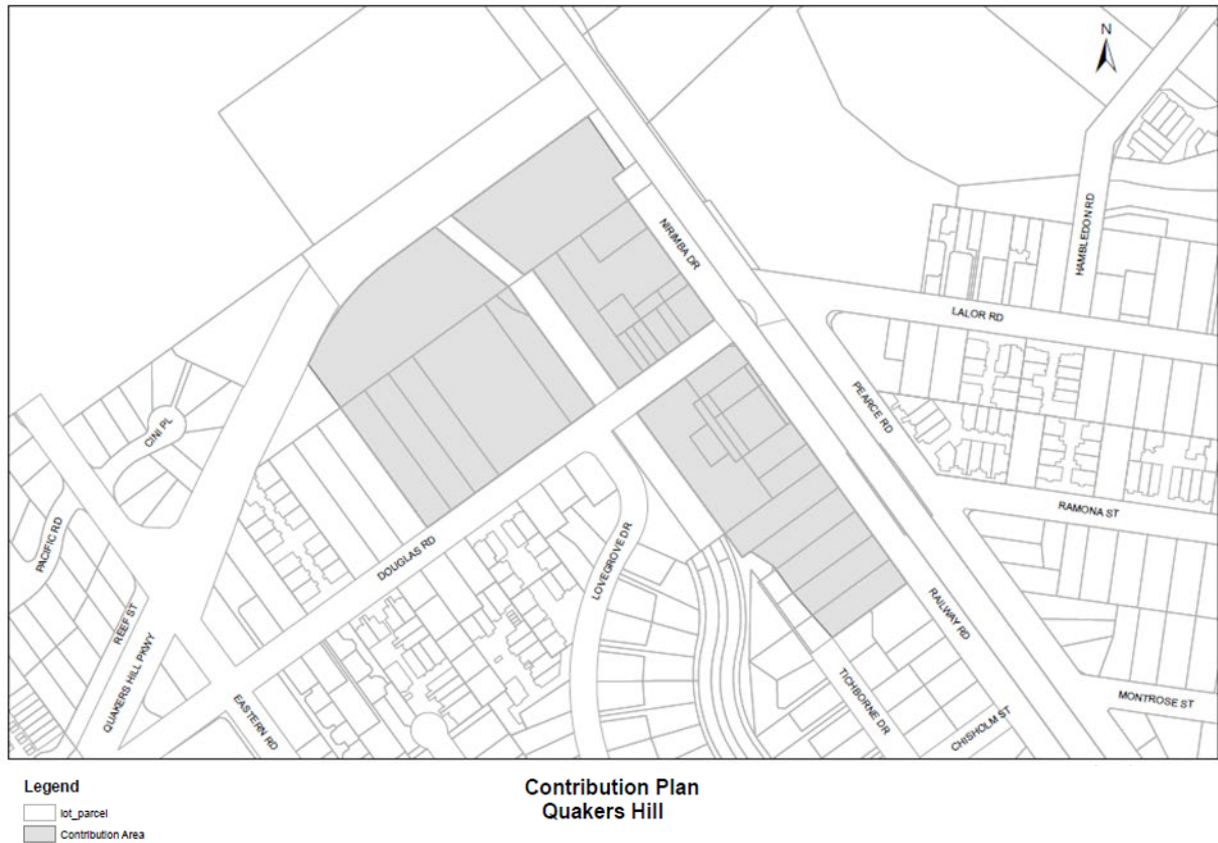 N
NIRIMBA DR
HAMBLEDON RD
LALOR RD
PEARCE RD
CINI PL
RAMONA ST
PACIFIC RD
DOUGLAS RD
LOVEGROVE DR
REEF ST
RAILWAY RD
QUAKERS HILL PKWY
TICHBORNE DR
EASTERN RD
MONTROSE ST
CHISHOLM ST
Legend
lot_parcel
Contribution Area
Contribution Plan
Quakers Hill